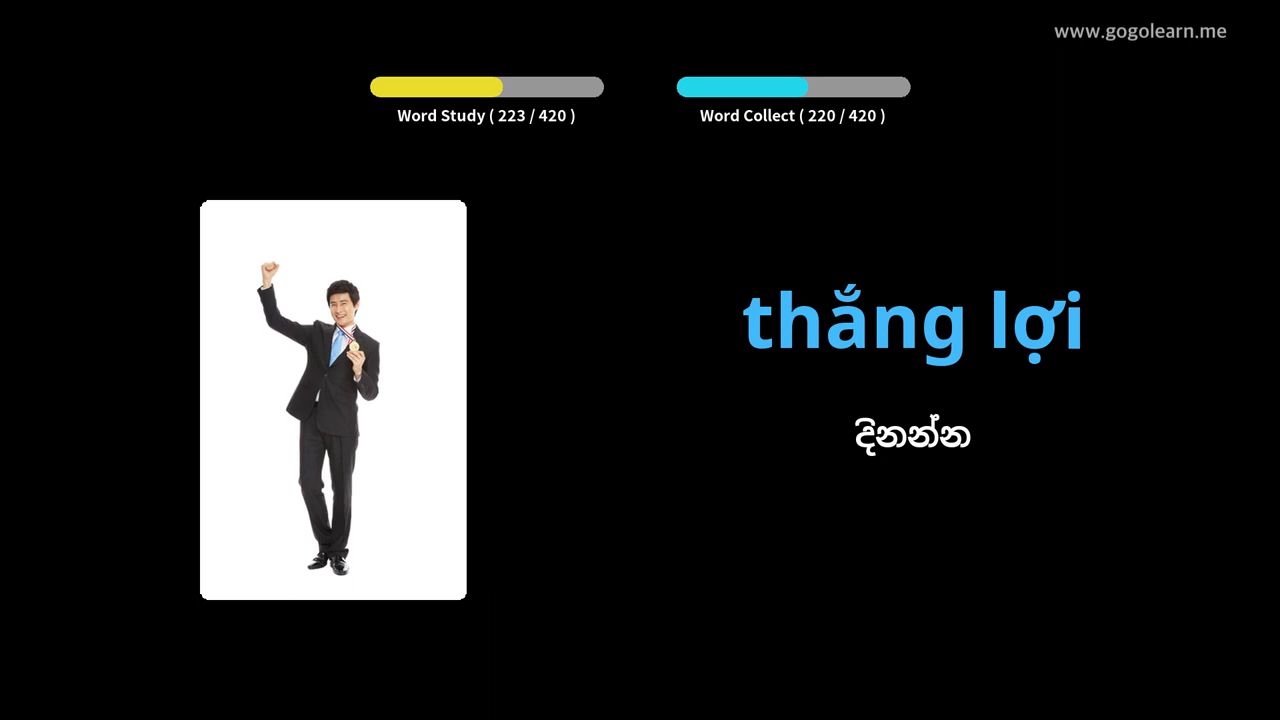 www.gogolearn.me
Word Study ( 223 / 420 )
Word Collect ( 220 / 420 )
thắng lợi
දිනන්න